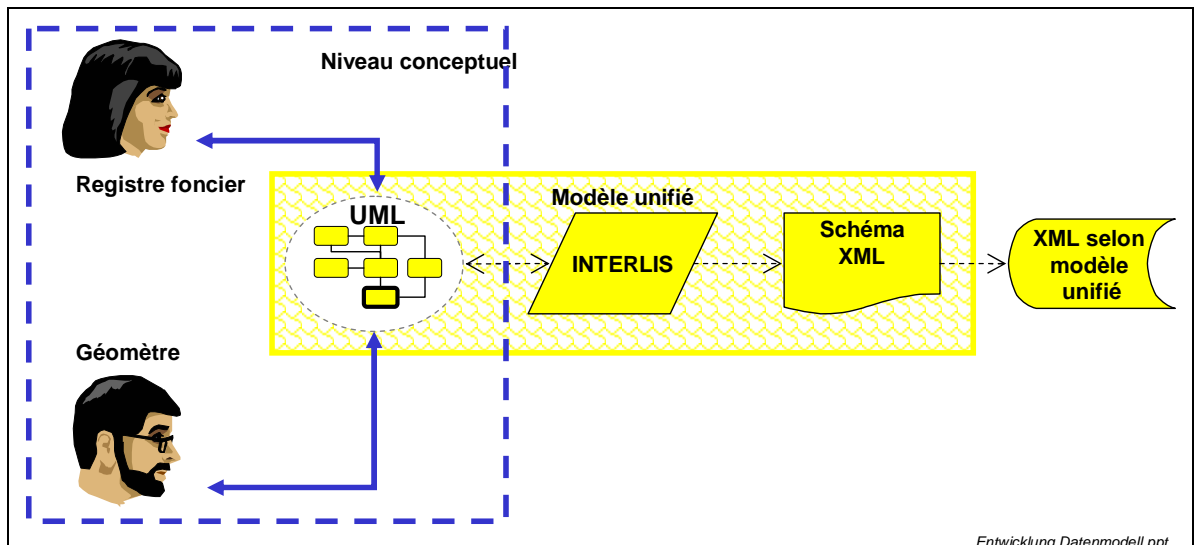 Niveau conceptuel
Registre foncier
Modèle unifié
UML
INTERLIS
Schéma
XML
XML selon
modèle
unifié
Géomètre
Entwicklung Datenmodell.ppt